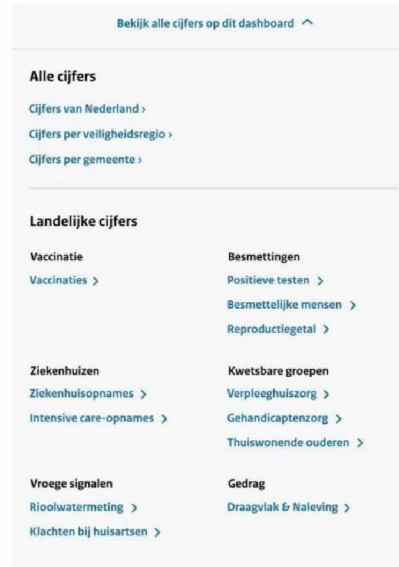 Bekijk alle cijfers op dit dashboard
Alle cijfers
Cijfers van Nederland ›
Cijfers per veiligheidsregio ›
Cijfers per gemeente ›
Landelijke cijfers
Vaccinatie
Vaccinaties >
Besmettingen
Positieve testen >
Besmettelijke mensen >
Reproductiegetal >
Ziekenhuizen
Ziekenhuisopnames >
Intensive care-opnames >
Kwetsbare groepen
Verpleeghuiszorg >
Gehandicaptenzorg >
Thuiswonende ouderen >
Vroege signalen
Rioolwatermeting >
Klachten bij huisartsen >
Gedrag
Draagvlak & Naleving >